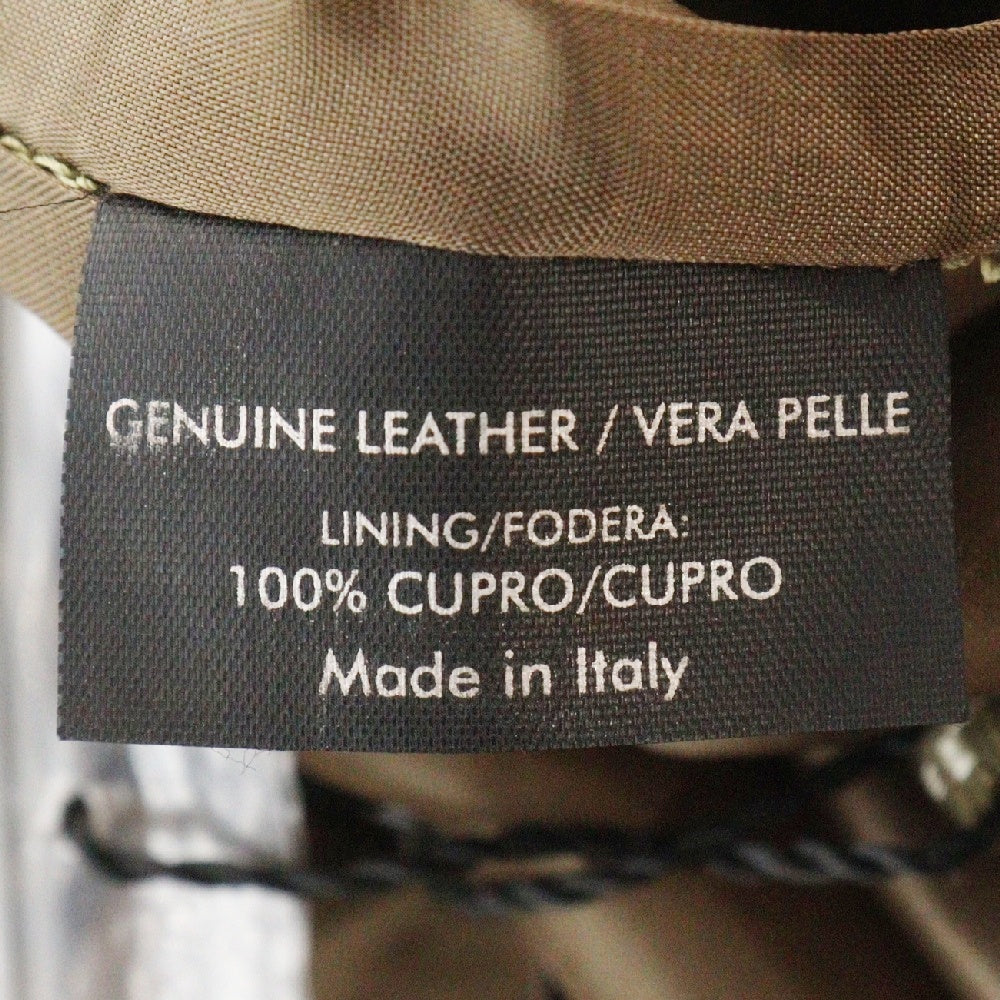 GENUINE LEATHER / VERA PELLE
LINING/FODERA:
100% CUPRO/CUPRO
Made in Italy